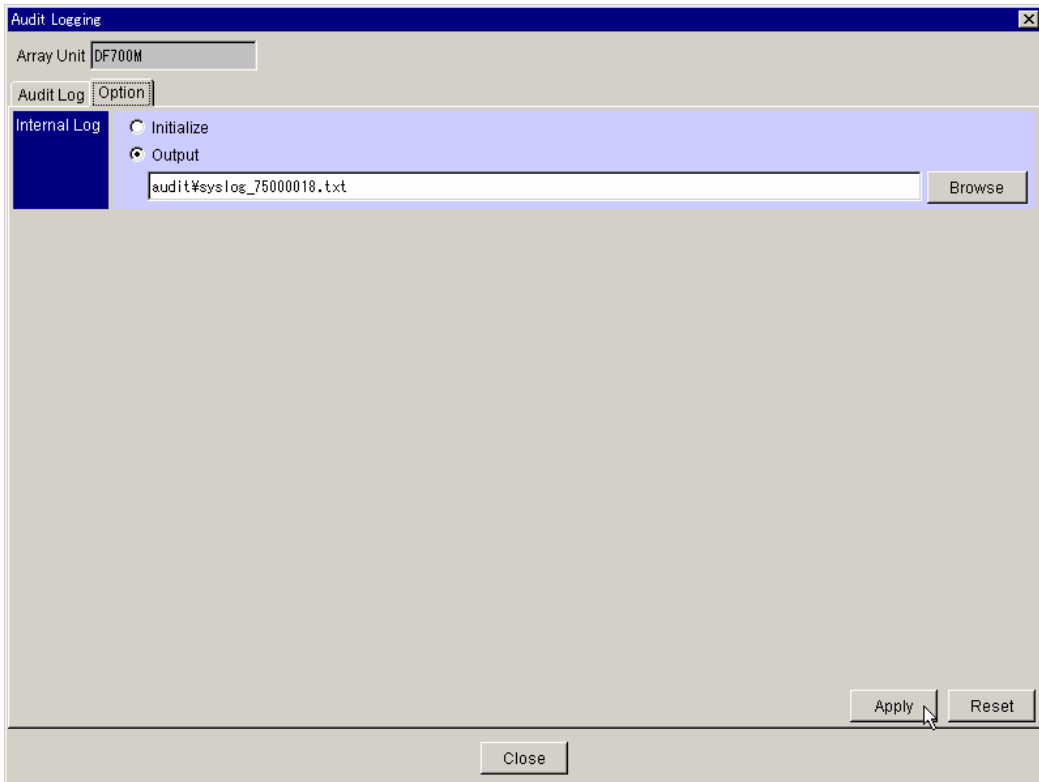 Audit Logging
Array Unit DF700M
Audit Log Option
Internal Log Initialize
Output
audit¥syslog_75000018.txt Browse
Apply Reset
Close